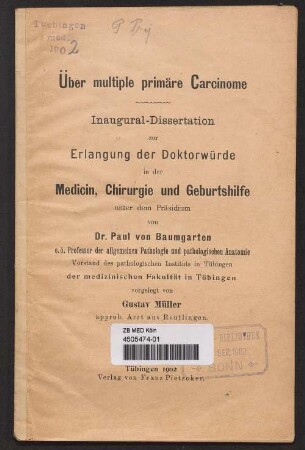 Tuebingen
med.
1902
Über multiple primäre Carcinome
Inaugural-Dissertation
zur
Erlangung der Doktorwürde
in der
Medicin, Chirurgie und Geburtshilfe
unter dem Präsidium
von
Dr. Paul von Baumgarten
o.ö. Professor der allgemeinen Pathologie und pathologischen Anatomie
Vorstand des pathologischen Instituts in Tübingen
der medizinischen Fakultät in Tübingen
vorgelegt von
Gustav Müller
approb. Arzt aus Reutlingen.
ZB MED Köln
4505474-01
BIBLIOTHEK
BONN
Tübingen 1902
Verlag von Franz Pietzcker.